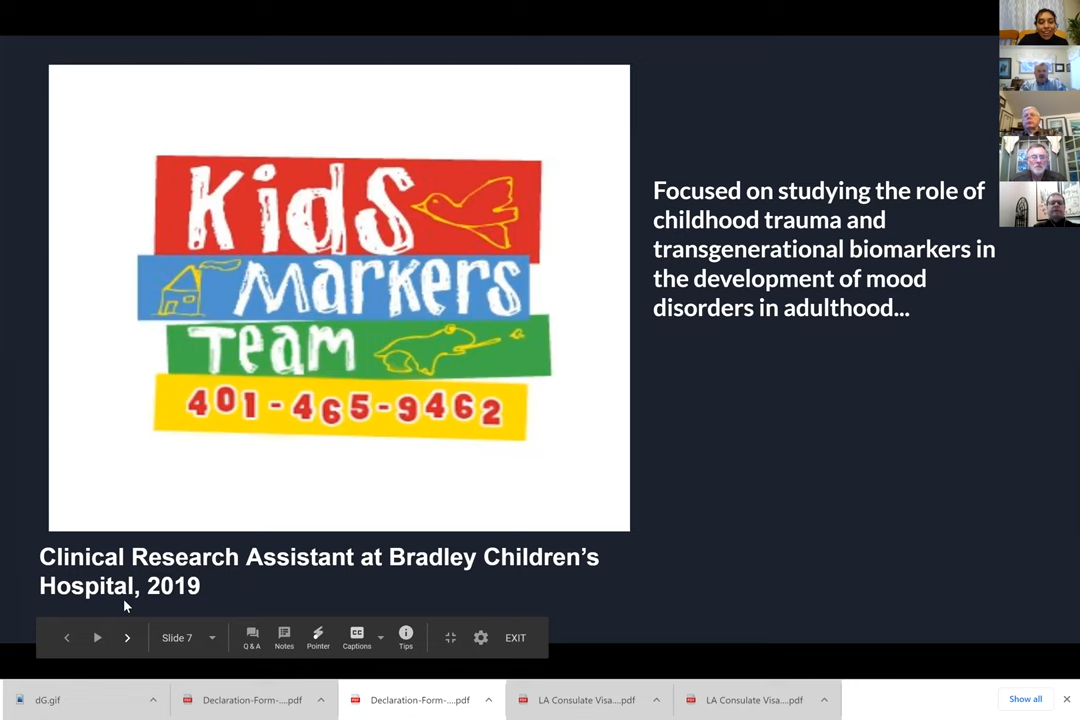 Kids
Markers
Team
401-465-9462
Focused on studying the role of
childhood trauma and
transgenerational biomarkers in
the development of mood
disorders in adulthood...
Clinical Research Assistant at Bradley Children's
Hospital, 2019
Slide 7
Q & A
Notes
Pointer
CC
Captions
Tips
EXIT
dG.gif
Declaration-Form-....pdf
Declaration-Form-....pdf
LA Consulate Visa....pdf
LA Consulate Visa....pdf
Show all